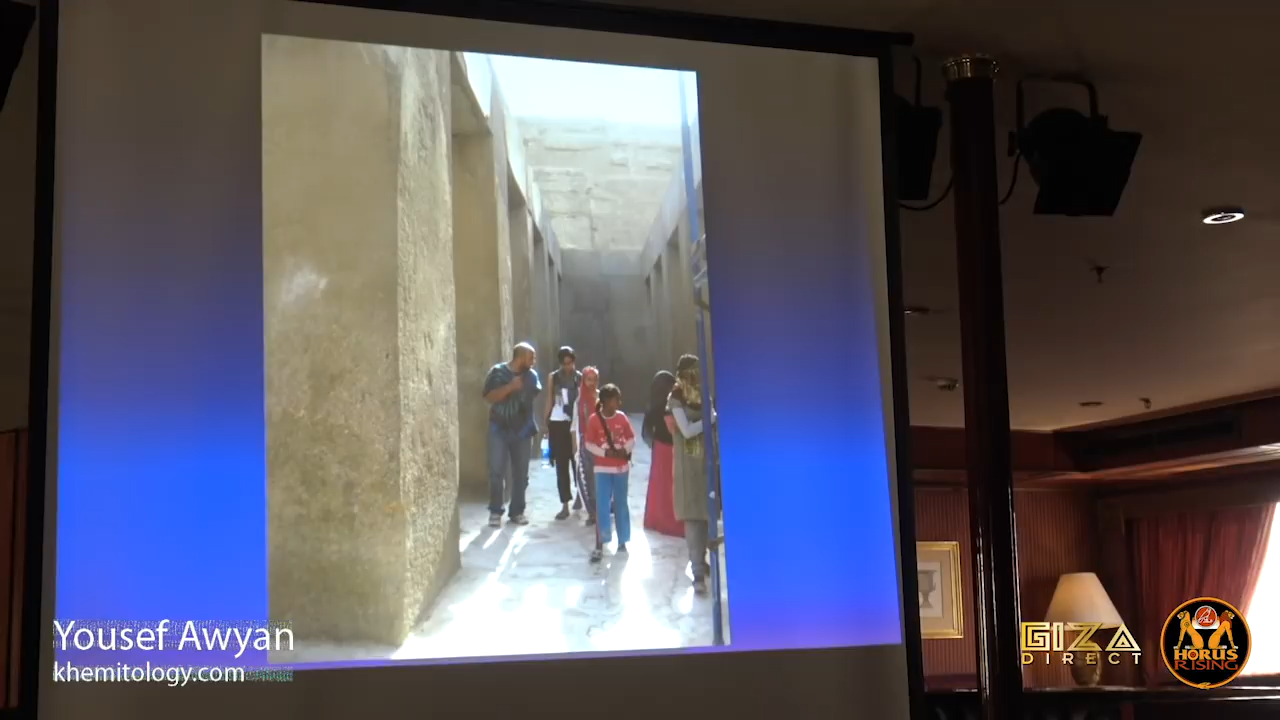 Yousef Awyan
khemitology.com
GIZA
DIRECT
HORUS
RISING